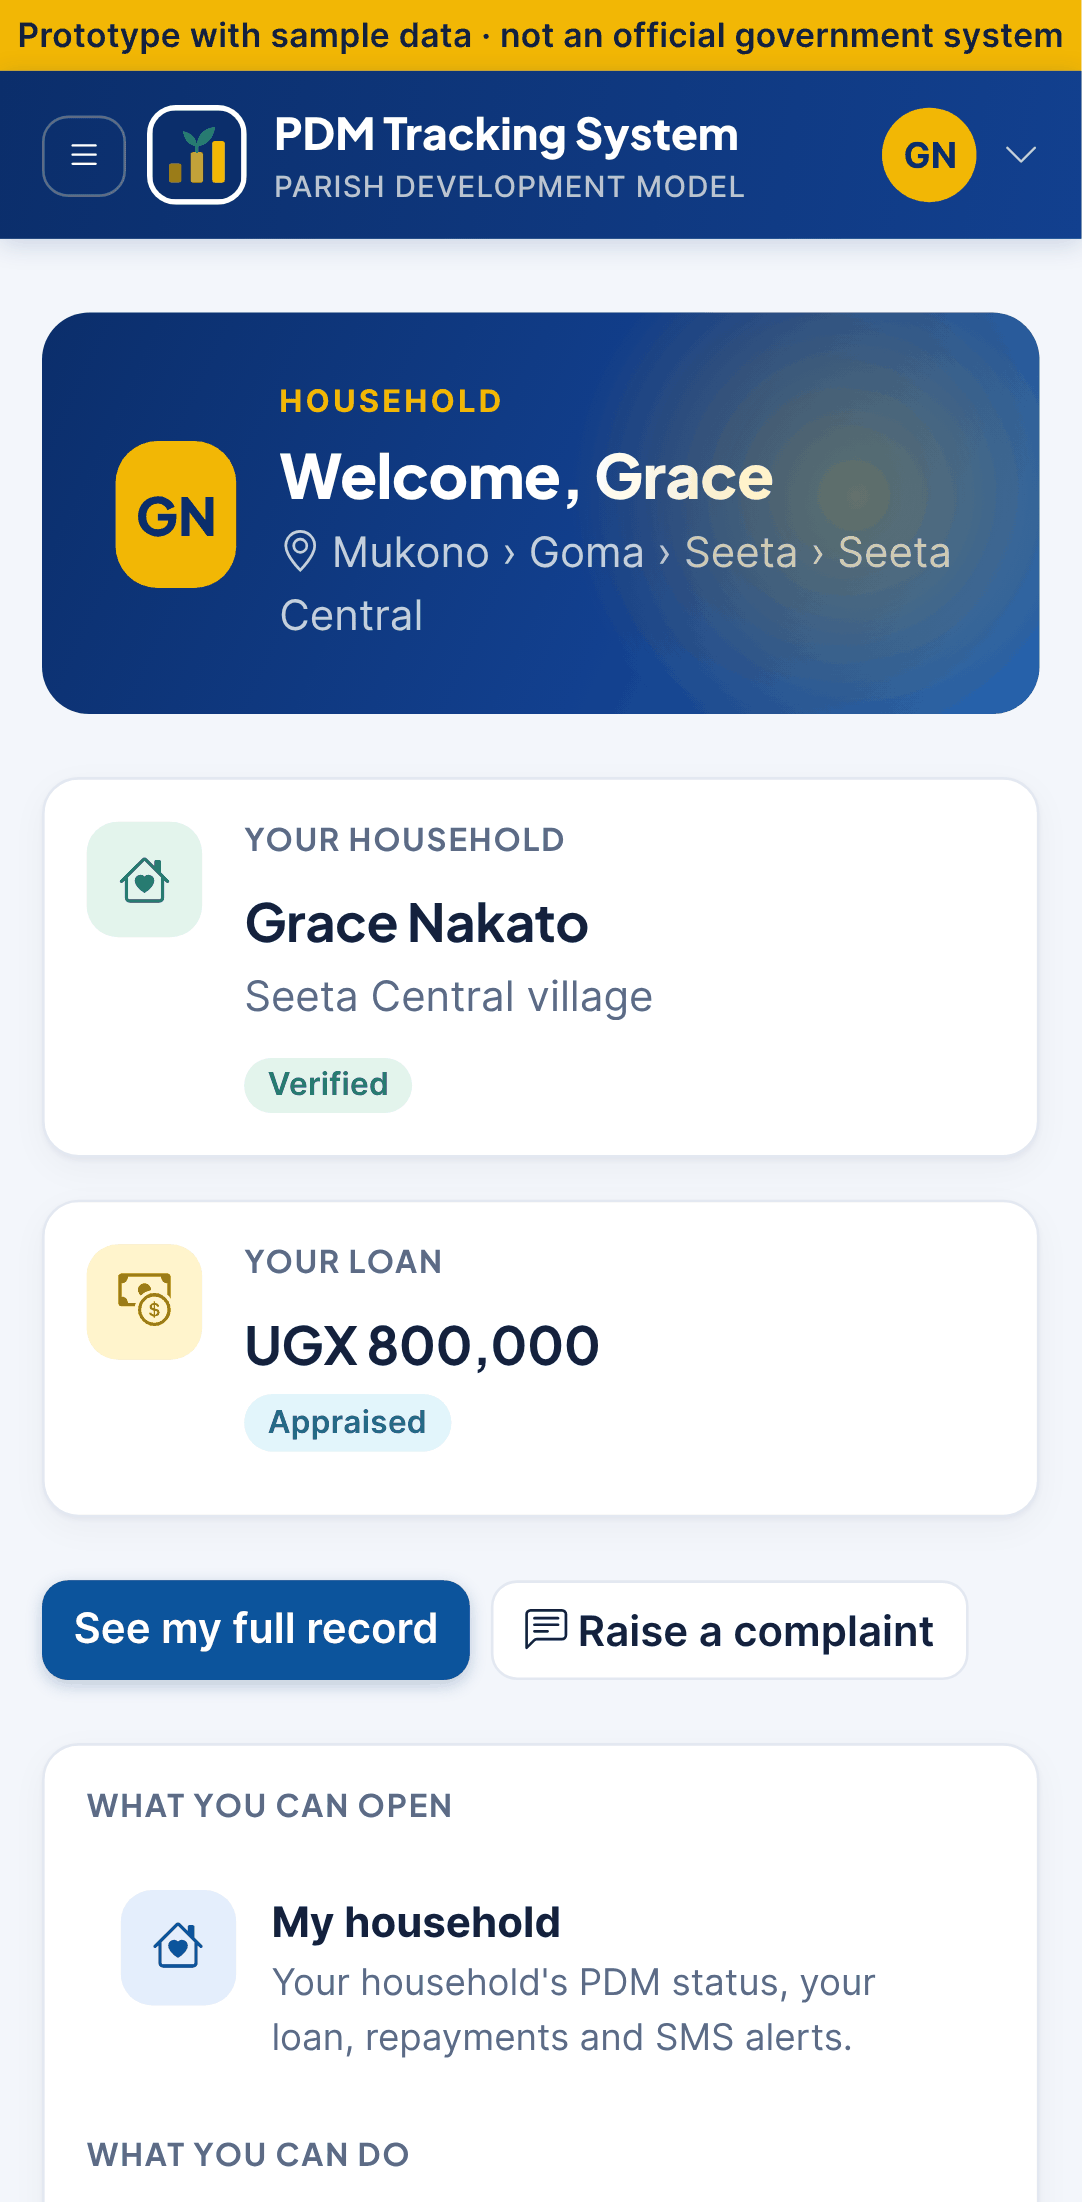 Prototype with sample data · not an official government system
PDM Tracking System
PARISH DEVELOPMENT MODEL
GN
HOUSEHOLD
GN
Welcome, Grace
Mukono › Goma › Seeta › Seeta
Central
YOUR HOUSEHOLD
Grace Nakato
Seeta Central village
Verified
YOUR LOAN
$
UGX 800,000
Appraised
See my full record
Raise a complaint
WHAT YOU CAN OPEN
My household
Your household's PDM status, your
loan, repayments and SMS alerts.
WHAT YOU CAN DO